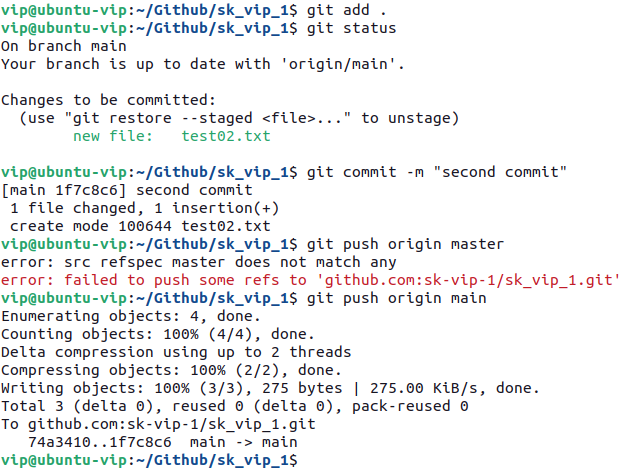 vip@ubuntu-vip:~/Github/sk_vip_1$ git add .
vip@ubuntu-vip:~/Github/sk_vip_1$ git status
On branch main
Your branch is up to date with 'origin/main'.

Changes to be committed:
  (use "git restore --staged <file>..." to unstage)
        new file:   test02.txt

vip@ubuntu-vip:~/Github/sk_vip_1$ git commit -m "second commit"
[main 1f7c8c6] second commit
 1 file changed, 1 insertion(+)
 create mode 100644 test02.txt
vip@ubuntu-vip:~/Github/sk_vip_1$ git push origin master
error: src refspec master does not match any
error: failed to push some refs to 'github.com:sk-vip-1/sk_vip_1.git'
vip@ubuntu-vip:~/Github/sk_vip_1$ git push origin main
Enumerating objects: 4, done.
Counting objects: 100% (4/4), done.
Delta compression using up to 2 threads
Compressing objects: 100% (2/2), done.
Writing objects: 100% (3/3), 275 bytes | 275.00 KiB/s, done.
Total 3 (delta 0), reused 0 (delta 0), pack-reused 0
To github.com:sk-vip-1/sk_vip_1.git
   74a3410..1f7c8c6  main -> main
vip@ubuntu-vip:~/Github/sk_vip_1$